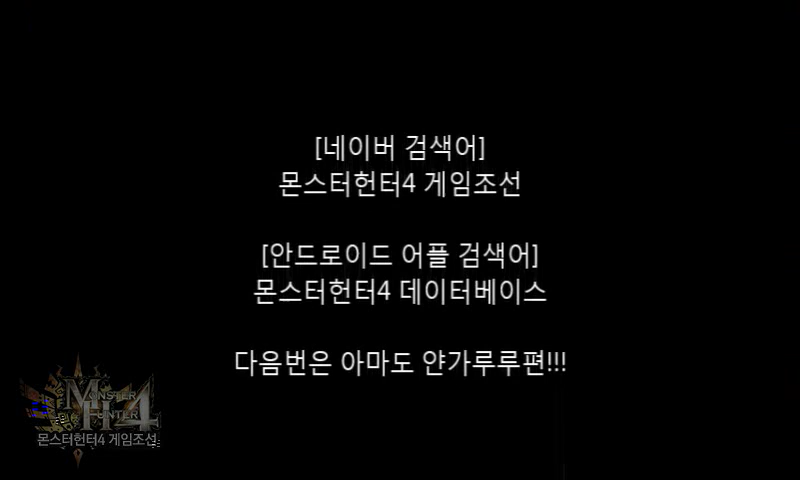 [네이버 검색어]
몬스터헌터4 게임조선
[안드로이드 어플 검색어]
몬스터헌터4 데이터베이스
다음번은 아마도 얀가루루편!!!
MONSTER
HUNTER
4
몬스터헌터4 게임조선